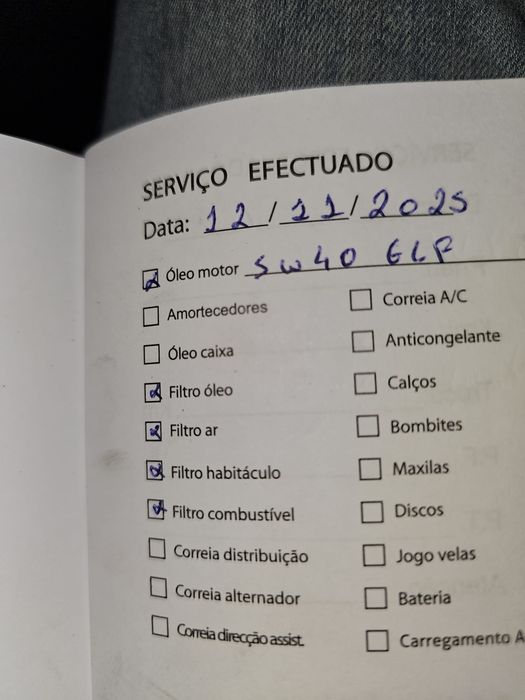 SERVIÇO EFECTUADO
Data: 12/11/2025
Óleo motor 5W40 GLP
Amortecedores
Correia A/C
Óleo caixa
Anticongelante
Filtro óleo
Calços
Filtro ar
Bombites
Filtro habitáculo
Maxilas
Filtro combustível
Discos
Correia distribuição
Jogo velas
Correia alternador
Bateria
Correia direcção assist.
Carregamento A